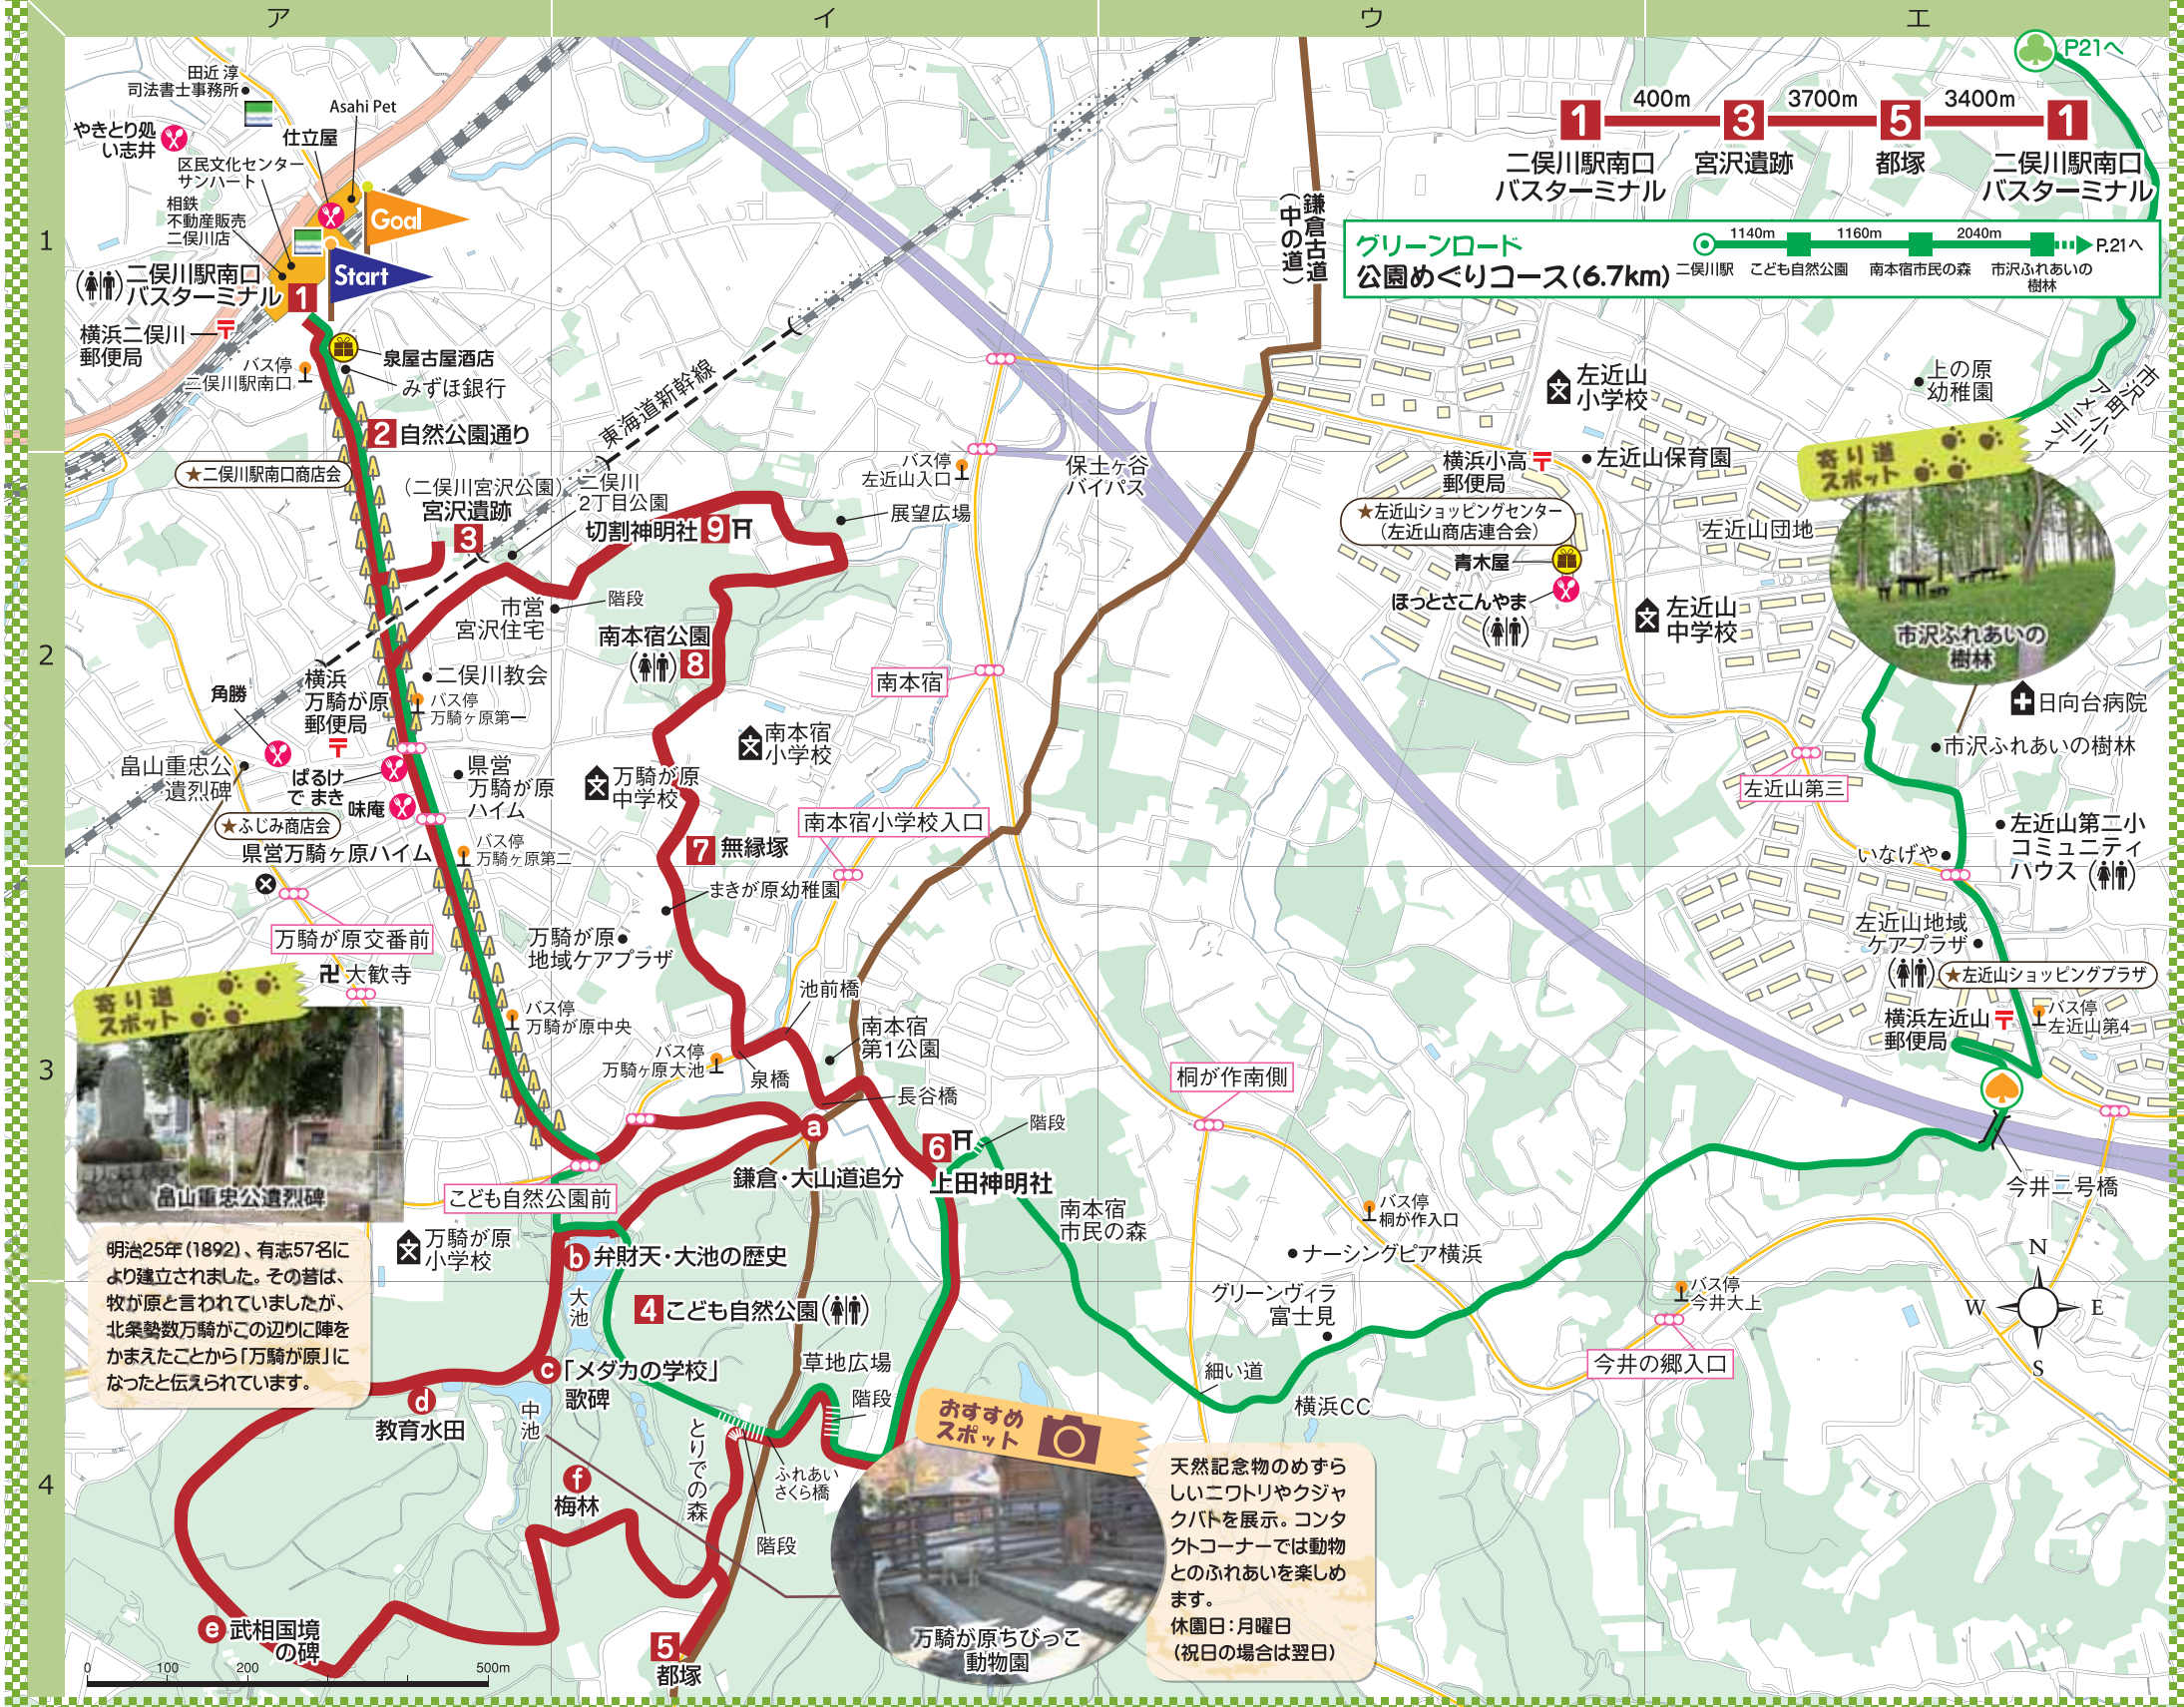 ア
イ
ウ
エ
1
2
3
4
P21へ
1
400m
3
3700m
5
3400m
1
二俣川駅南口
バスターミナル
宮沢遺跡
都塚
二俣川駅南口
バスターミナル
グリーンロード
公園めぐりコース(6.7km)
1140m
1160m
2040m
P.21へ
二俣川駅
こども自然公園
南本宿市民の森
市沢ふれあいの
樹林
田近 淳
司法書士事務所
Asahi Pet
やきとり処
い志井
仕立屋
区民文化センター
サンハート
相鉄
不動産販売
二俣川店
Goal
Start
二俣川駅南口
バスターミナル
1
横浜二俣川
郵便局
バス停
二俣川駅南口
泉屋古屋酒店
みずほ銀行
2 自然公園通り
★二俣川駅南口商店会
東海道新幹線
(二俣川宮沢公園)
宮沢遺跡
3
二俣川
2丁目公園
切割神明社 9
市営
宮沢住宅
階段
南本宿公園
8
展望広場
バス停
左近山入口
保土ヶ谷
バイパス
鎌倉古道
(中の道)
左近山
小学校
上の原
幼稚園
市沢町小川
アメニティ
横浜小高
郵便局
左近山保育園
★左近山ショッピングセンター
(左近山商店連合会)
左近山団地
青木屋
ほっとさこんやま
左近山
中学校
寄り道
スポット
市沢ふれあいの
樹林
日向台病院
市沢ふれあいの樹林
左近山第三
いなげや
左近山第二小
コミュニティ
ハウス
左近山地域
ケアプラザ
★左近山ショッピングプラザ
横浜左近山
郵便局
バス停
左近山第4
今井二号橋
二俣川教会
バス停
万騎ヶ原第一
横浜
万騎が原
郵便局
角勝
畠山重忠公
遺烈碑
ぱるけ
で まき
味庵
県営
万騎が原
ハイム
★ふじみ商店会
県営万騎ヶ原ハイム
バス停
万騎ヶ原第二
万騎が原交番前
大歓寺
万騎が原
中学校
南本宿
小学校
南本宿
南本宿小学校入口
7 無縁塚
まきが原幼稚園
万騎が原
地域ケアプラザ
バス停
万騎が原中央
池前橋
南本宿
第1公園
バス停
万騎ヶ原大池
泉橋
長谷橋
a
鎌倉・大山道追分
6
上田神明社
階段
南本宿
市民の森
桐が作南側
バス停
桐が作入口
ナーシングピア横浜
グリーンヴィラ
富士見
細い道
横浜CC
バス停
今井大上
今井の郷入口
N
W
E
S
寄り道
スポット
畠山重忠公遺烈碑
明治25年(1892)、有志57名に
より建立されました。その昔は、
牧が原と言われていましたが、
北条勢数万騎がこの辺りに陣を
かまえたことから「万騎が原」に
なったと伝えられています。
こども自然公園前
万騎が原
小学校
b 弁財天・大池の歴史
大池
4 こども自然公園
c 「メダカの学校」
歌碑
d
教育水田
中池
f
梅林
草地広場
階段
とりでの森
ふれあい
さくら橋
階段
e 武相国境
の碑
5
都塚
0
100
200
500m
おすすめ
スポット
万騎が原ちびっこ
動物園
天然記念物のめずら
しいニワトリやクジャ
クバトを展示。コンタ
クトコーナーでは動物
とのふれあいを楽しめ
ます。
休園日:月曜日
(祝日の場合は翌日)